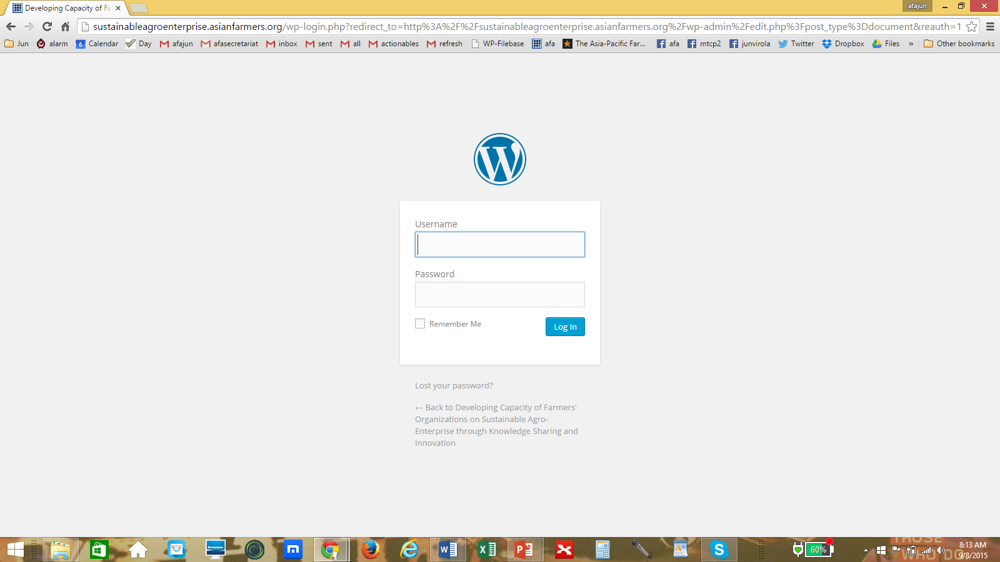 Developing Capacity of Fa
afajun
sustainableagroenterprise.asianfarmers.org/wp-login.php?redirect_to=http%3A%2F%2Fsustainableagroenterprise.asianfarmers.org%2Fwp-admin%2Fedit.php%3Fpost_type%3Ddocument&reauth=1
Jun alarm 6 Calendar Day afajun afasecretariat inbox sent all actionables refresh WP-Filebase afa The Asia-Pacific Far... afa mtcp2 junvirola Twitter Dropbox Files » Other bookmarks
W
Username
Password
Remember Me Log In
Lost your password?
← Back to Developing Capacity of Farmers'
Organizations on Sustainable Agro-
Enterprise through Knowledge Sharing and
Innovation
lenovo
60%
THOSE
WHO DO
8:13 AM
9/8/2015